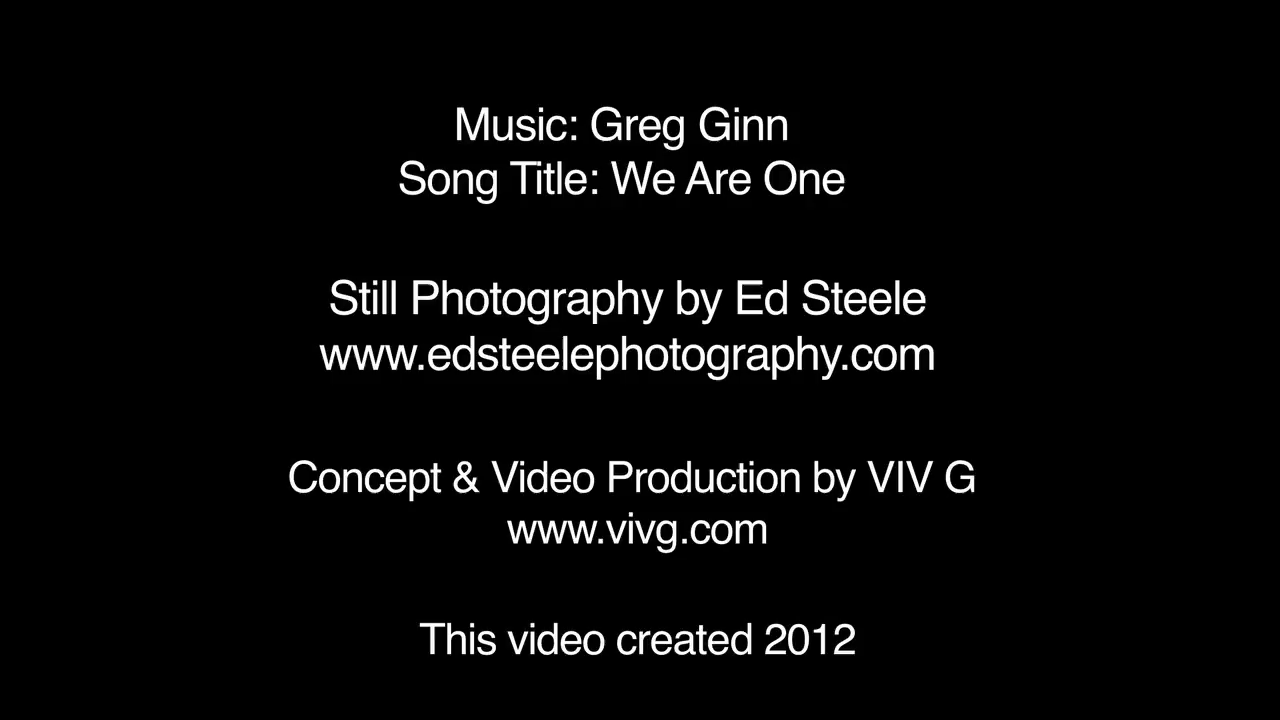 Music: Greg Ginn
Song Title: We Are One
Still Photography by Ed Steele
www.edsteelephotography.com
Concept & Video Production by VIV G
www.vivg.com
This video created 2012